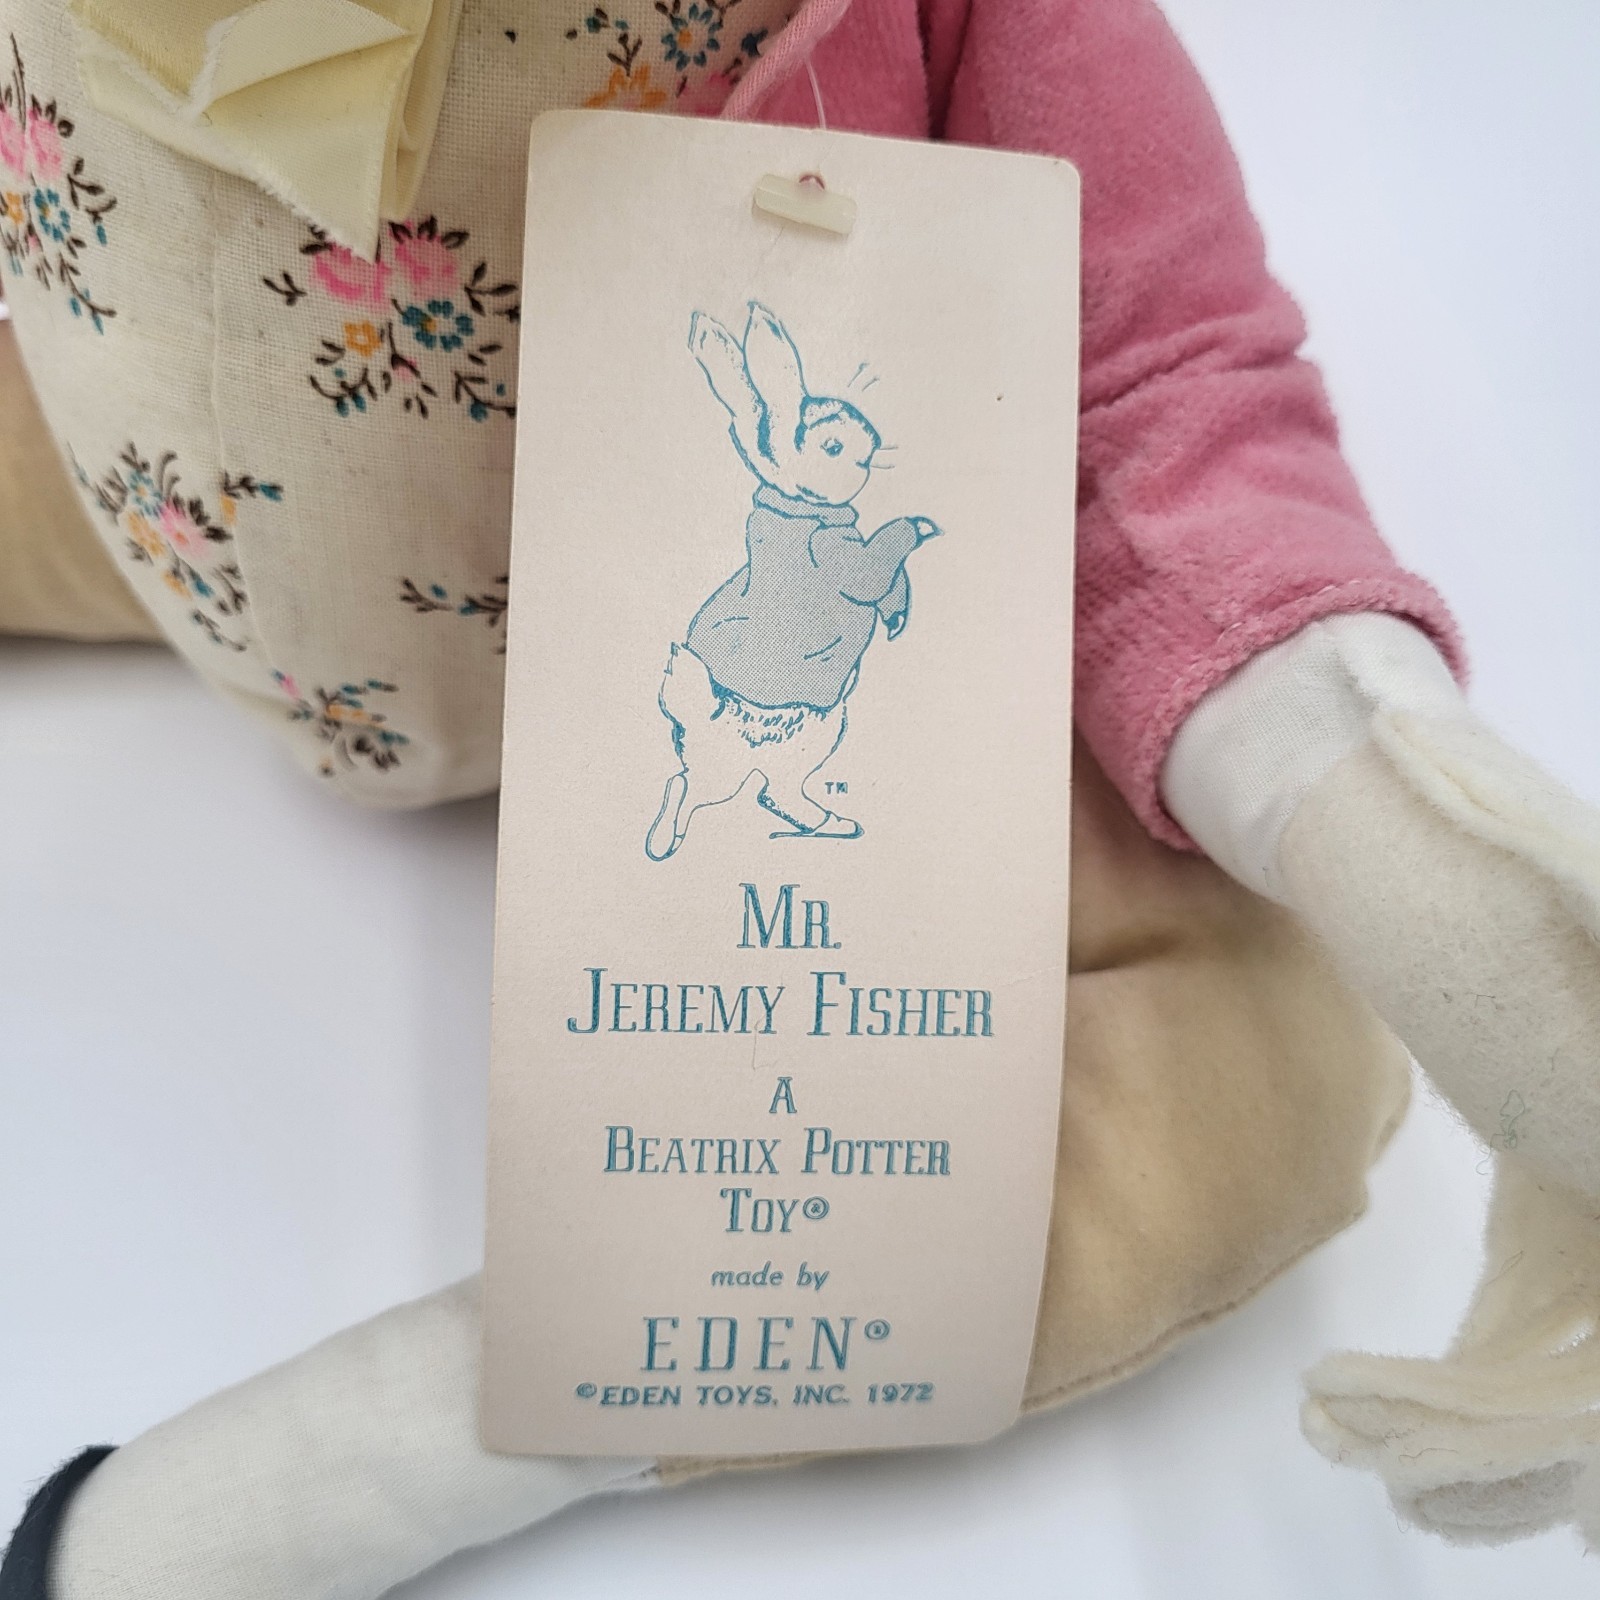 TM
MR.
JEREMY FISHER
A
BEATRIX POTTER
TOY®
made by
EDEN®
©EDEN TOYS, INC. 1972